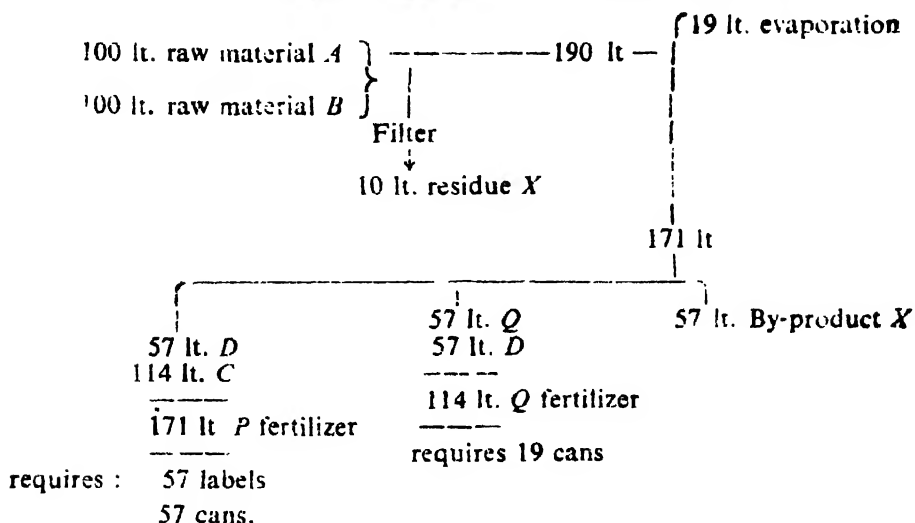 19 lt. evaporation
100 lt. raw material A
190 lt
100 lt. raw material B
Filter
10 lt. residue X
171 lt
57 lt. D
114 lt. C
171 lt P fertilizer
requires : 57 labels
57 cans.
57 lt. Q
57 lt. D
114 lt. Q fertilizer
requires 19 cans
57 lt. By-product X